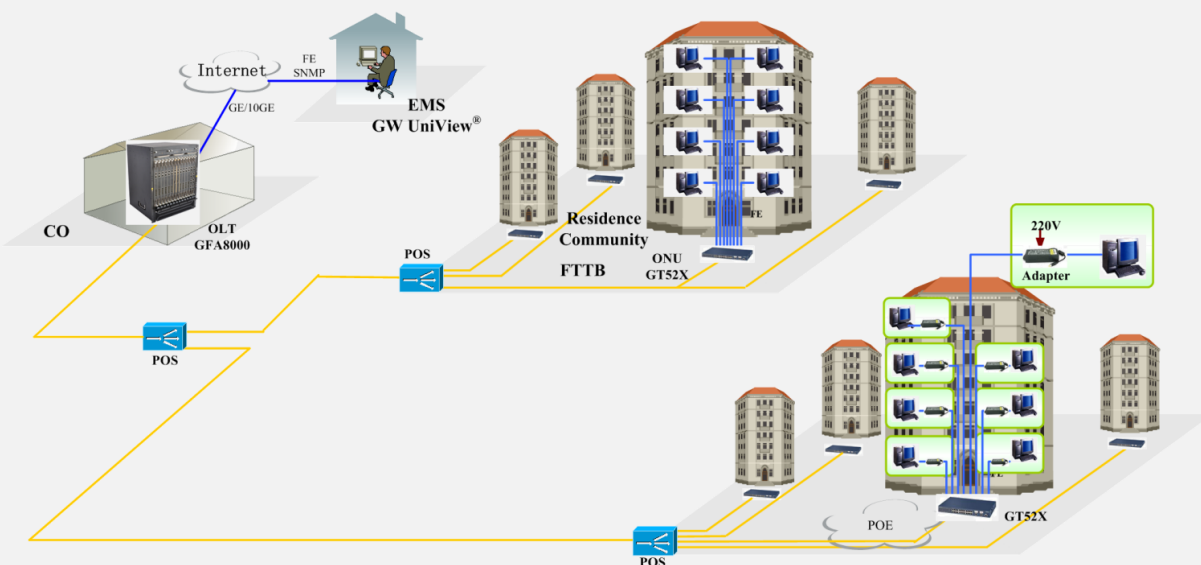 Internet
FE
SNMP
GE/10GE
EMS
GW UniView®
CO
OLT
GFA8000
POS
Residence
Community
FTTB
FE
ONU
GT52X
POS
220V
Adapter
FE
GT52X
POE
POS